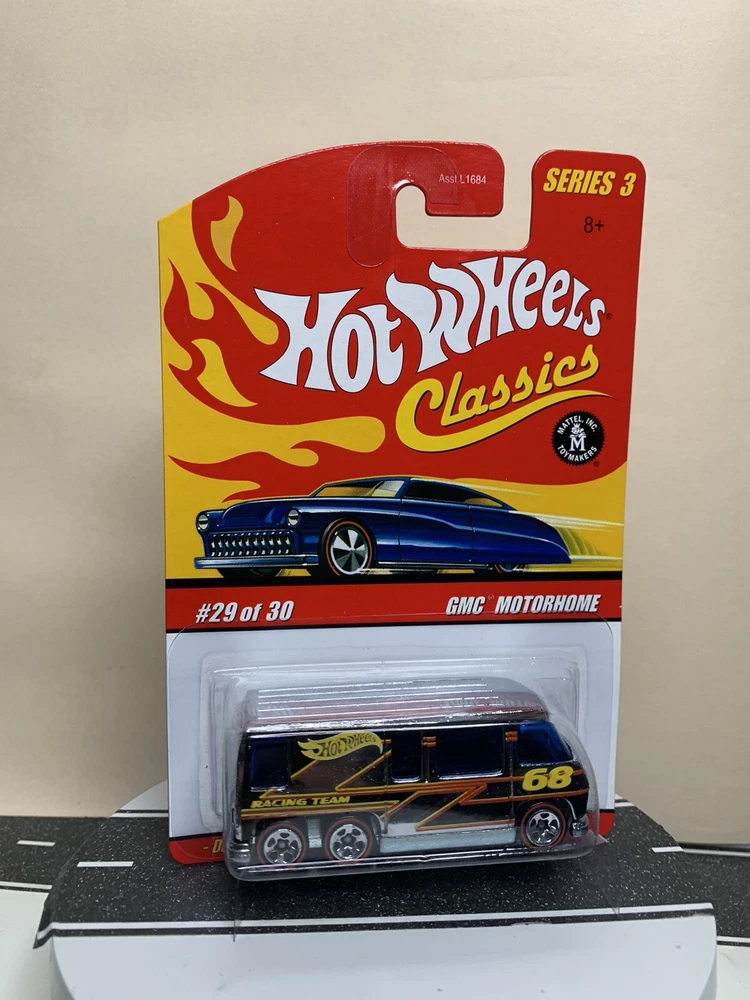 Asst.L1684
SERIES 3
8+
HOT WHEELS®
Classics
MATTEL, INC.
M
TOYMAKERS
®
#29 of 30
GMC MOTORHOME
HOT WHEELS
RACING TEAM
68